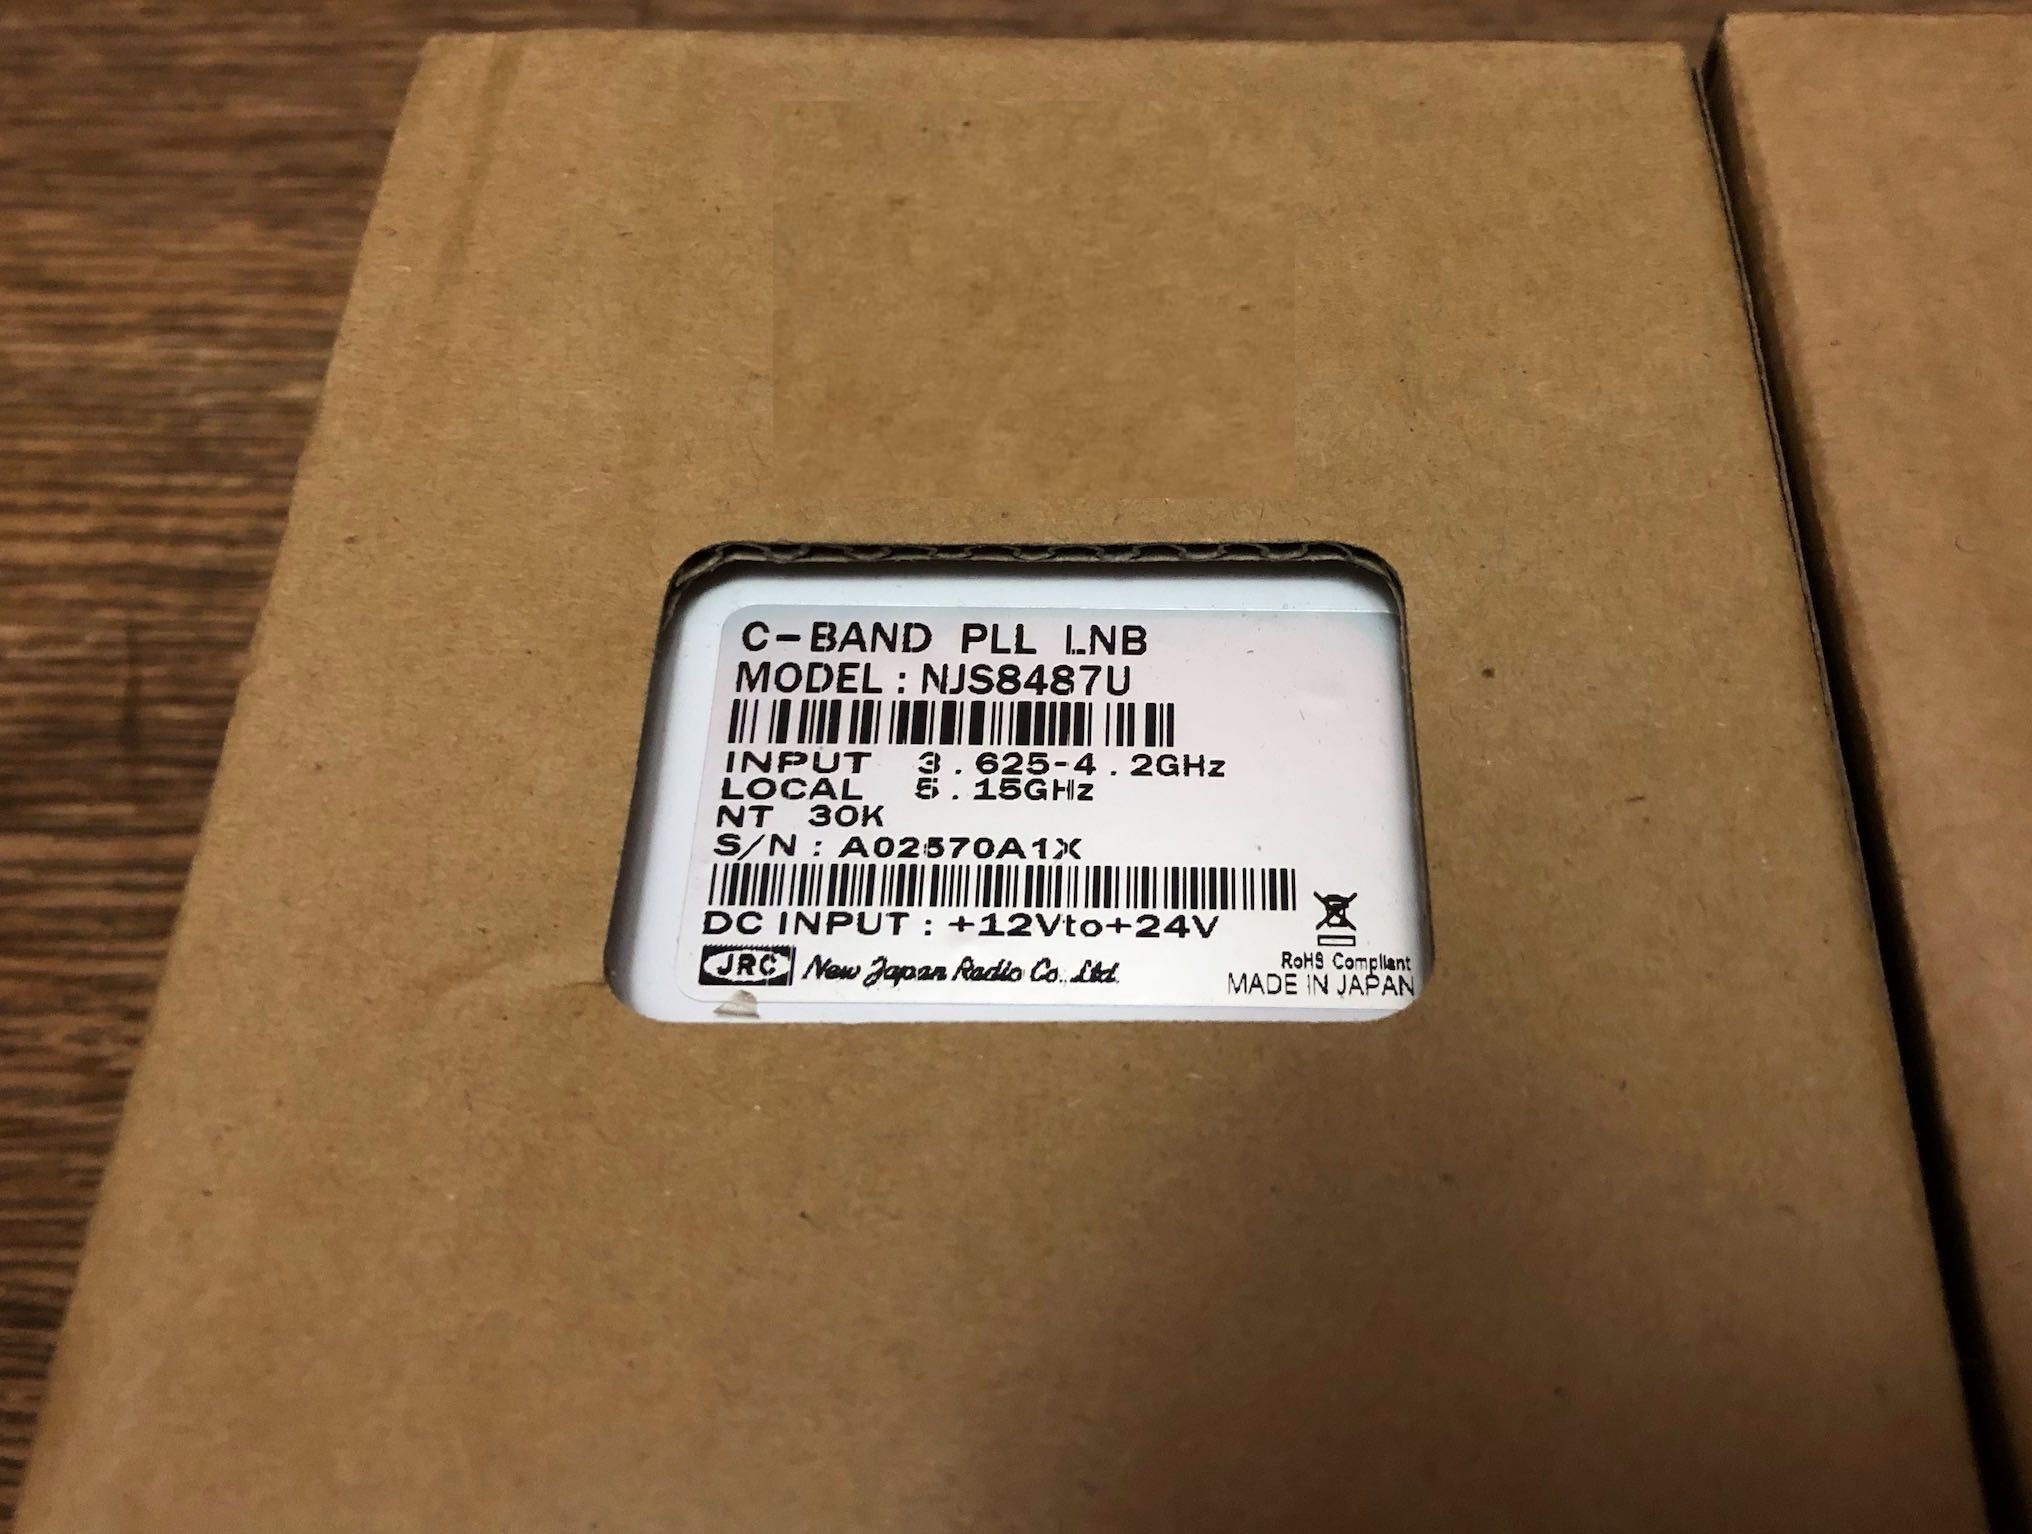 C-BAND PLL LNB
MODEL : NJS8487U
INPUT 3.625-4.2GHz
LOCAL 5.15GHz
NT 30K
S/N : A02570A1X
DC INPUT : +12Vto+24V
JRC New Japan Radio Co.,Ltd.
RoHS Compliant
MADE IN JAPAN